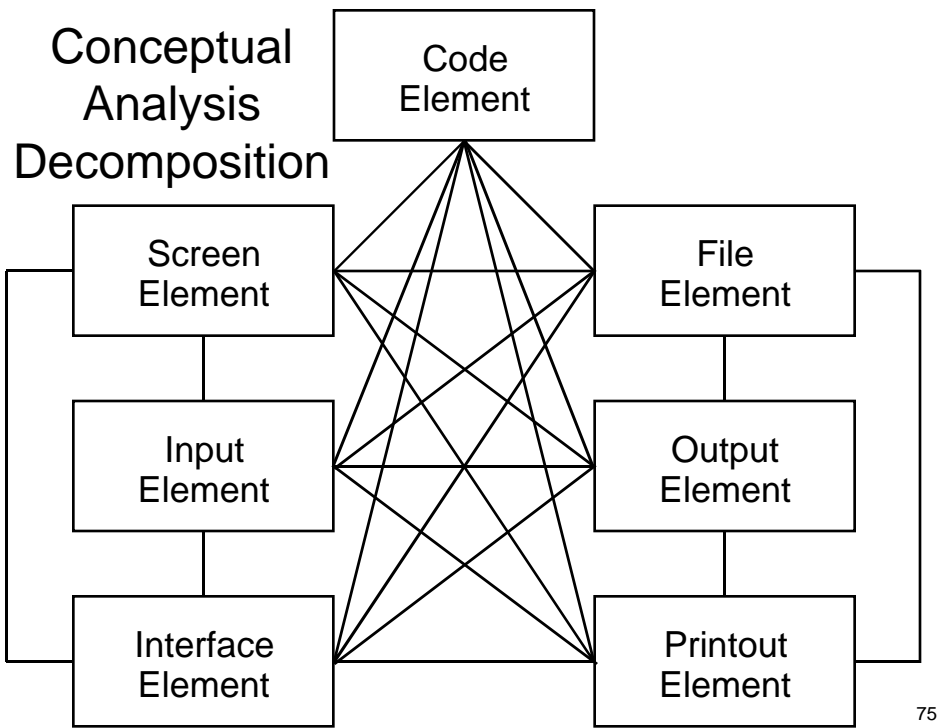 Conceptual
Analysis
Decomposition
Code
Element
Screen
Element
File
Element
Input
Element
Output
Element
Interface
Element
Printout
Element
75